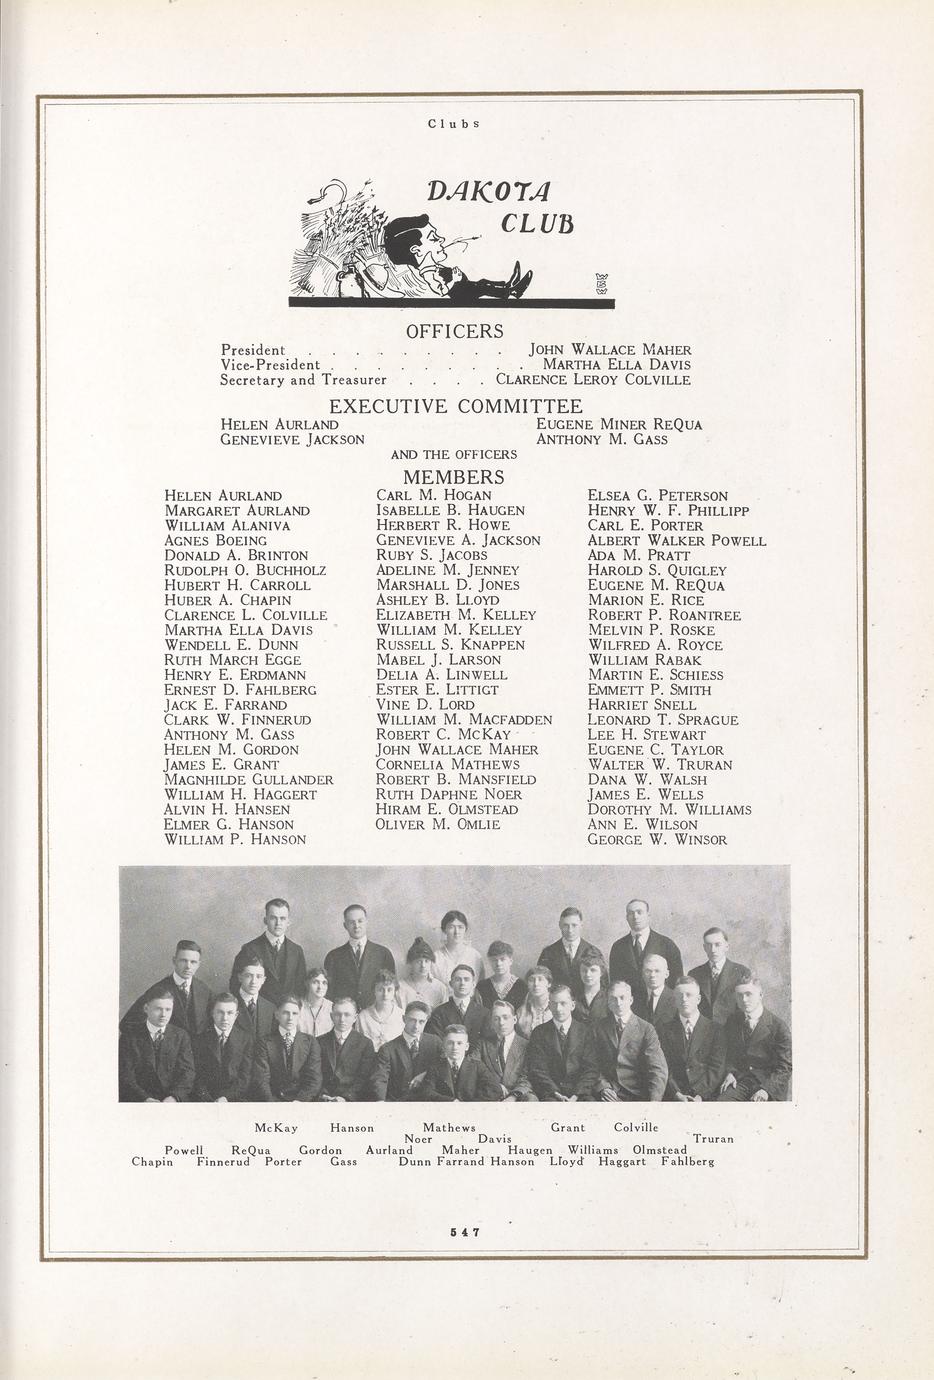 Clubs
DAKOTA
CLUB
OFFICERS
President . . . . . . . . . JOHN WALLACE MAHER
Vice-President . . . . . . . . . MARTHA ELLA DAVIS
Secretary and Treasurer . . . . CLARENCE LEROY COLVILLE
EXECUTIVE COMMITTEE
HELEN AURLAND EUGENE MINER REQUA
GENEVIEVE JACKSON ANTHONY M. GASS
AND THE OFFICERS
MEMBERS
HELEN AURLAND
MARGARET AURLAND
WILLIAM ALANIVA
AGNES BOEING
DONALD A. BRINTON
RUDOLPH O. BUCHHOLZ
HUBERT H. CARROLL
HUBER A. CHAPIN
CLARENCE L. COLVILLE
MARTHA ELLA DAVIS
WENDELL E. DUNN
RUTH MARCH EGGE
HENRY E. ERDMANN
ERNEST D. FAHLBERG
JACK E. FARRAND
CLARK W. FINNERUD
ANTHONY M. GASS
HELEN M. GORDON
JAMES E. GRANT
MAGNHILDE GULLANDER
WILLIAM H. HAGGERT
ALVIN H. HANSEN
ELMER G. HANSON
WILLIAM P. HANSON
CARL M. HOGAN
ISABELLE B. HAUGEN
HERBERT R. HOWE
GENEVIEVE A. JACKSON
RUBY S. JACOBS
ADELINE M. JENNEY
MARSHALL D. JONES
ASHLEY B. LLOYD
ELIZABETH M. KELLEY
WILLIAM M. KELLEY
RUSSELL S. KNAPPEN
MABEL J. LARSON
DELIA A. LINWELL
ESTER E. LITTIGT
VINE D. LORD
WILLIAM M. MACFADDEN
ROBERT C. MCKAY
JOHN WALLACE MAHER
CORNELIA MATHEWS
ROBERT B. MANSFIELD
RUTH DAPHNE NOER
HIRAM E. OLMSTEAD
OLIVER M. OMLIE
ELSEA G. PETERSON
HENRY W. F. PHILLIPP
CARL E. PORTER
ALBERT WALKER POWELL
ADA M. PRATT
HAROLD S. QUIGLEY
EUGENE M. REQUA
MARION E. RICE
ROBERT P. ROANTREE
MELVIN P. ROSKE
WILFRED A. ROYCE
WILLIAM RABAK
MARTIN E. SCHIESS
EMMETT P. SMITH
HARRIET SNELL
LEONARD T. SPRAGUE
LEE H. STEWART
EUGENE C. TAYLOR
WALTER W. TRURAN
DANA W. WALSH
JAMES E. WELLS
DOROTHY M. WILLIAMS
ANN E. WILSON
GEORGE W. WINSOR
McKay Hanson Mathews Grant Colville
Noer Davis Truran
Powell ReQua Gordon Aurland Maher Haugen Williams Olmstead
Chapin Finnerud Porter Gass Dunn Farrand Hanson Lloyd Haggart Fahlberg
547